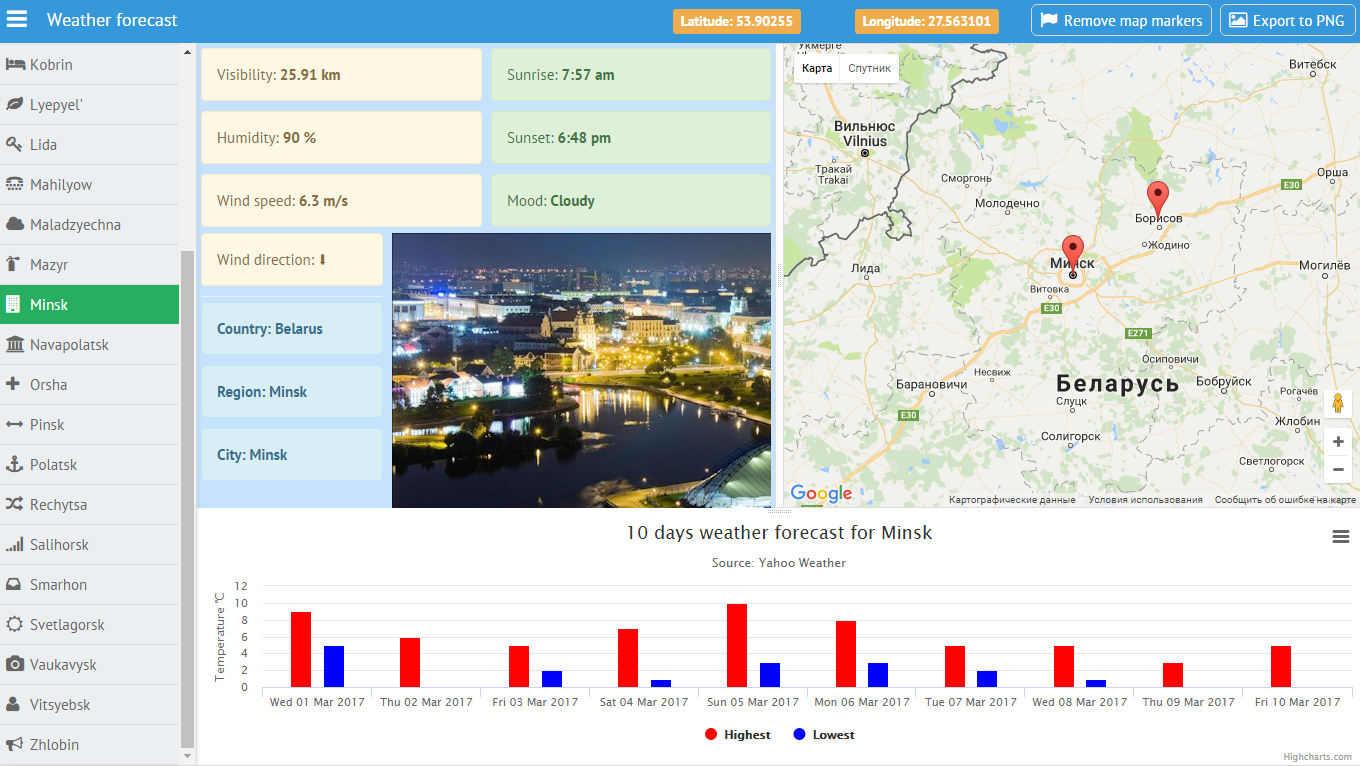 Weather forecast
Latitude: 53.90255
Longitude: 27.563101
Remove map markers
Export to PNG
Kobrin
Lyepyel'
Lida
Mahilyow
Maladzyechna
Mazyr
Minsk
Navapolatsk
Orsha
Pinsk
Polatsk
Rechytsa
Salihorsk
Smarhon
Svetlagorsk
Vaukavysk
Vitsyebsk
Zhlobin
Visibility: 25.91 km
Sunrise: 7:57 am
Humidity: 90 %
Sunset: 6:48 pm
Wind speed: 6.3 m/s
Mood: Cloudy
Wind direction: ⬇
Country: Belarus
Region: Minsk
City: Minsk
Укмерге
Карта
Спутник
Витебск
Вильнюс
Vilnius
Тракай
Trakai
Сморгонь
Орша
E30
Молодечно
Борисов
Жодино
Минск
Лида
Могилёв
Витовка
E30
E271
Осиповичи
Несвиж
Барановичи
Беларусь
Бобруйск
Рогачёв
Слуцк
E30
Жлобин
Солигорск
Светлогорск
Google
Картографические данные
Условия использования
Сообщить об ошибке на карте
10 days weather forecast for Minsk
Source: Yahoo Weather
Temperature °C
12
10
8
6
4
2
0
Wed 01 Mar 2017
Thu 02 Mar 2017
Fri 03 Mar 2017
Sat 04 Mar 2017
Sun 05 Mar 2017
Mon 06 Mar 2017
Tue 07 Mar 2017
Wed 08 Mar 2017
Thu 09 Mar 2017
Fri 10 Mar 2017
Highest
Lowest
Highcharts.com